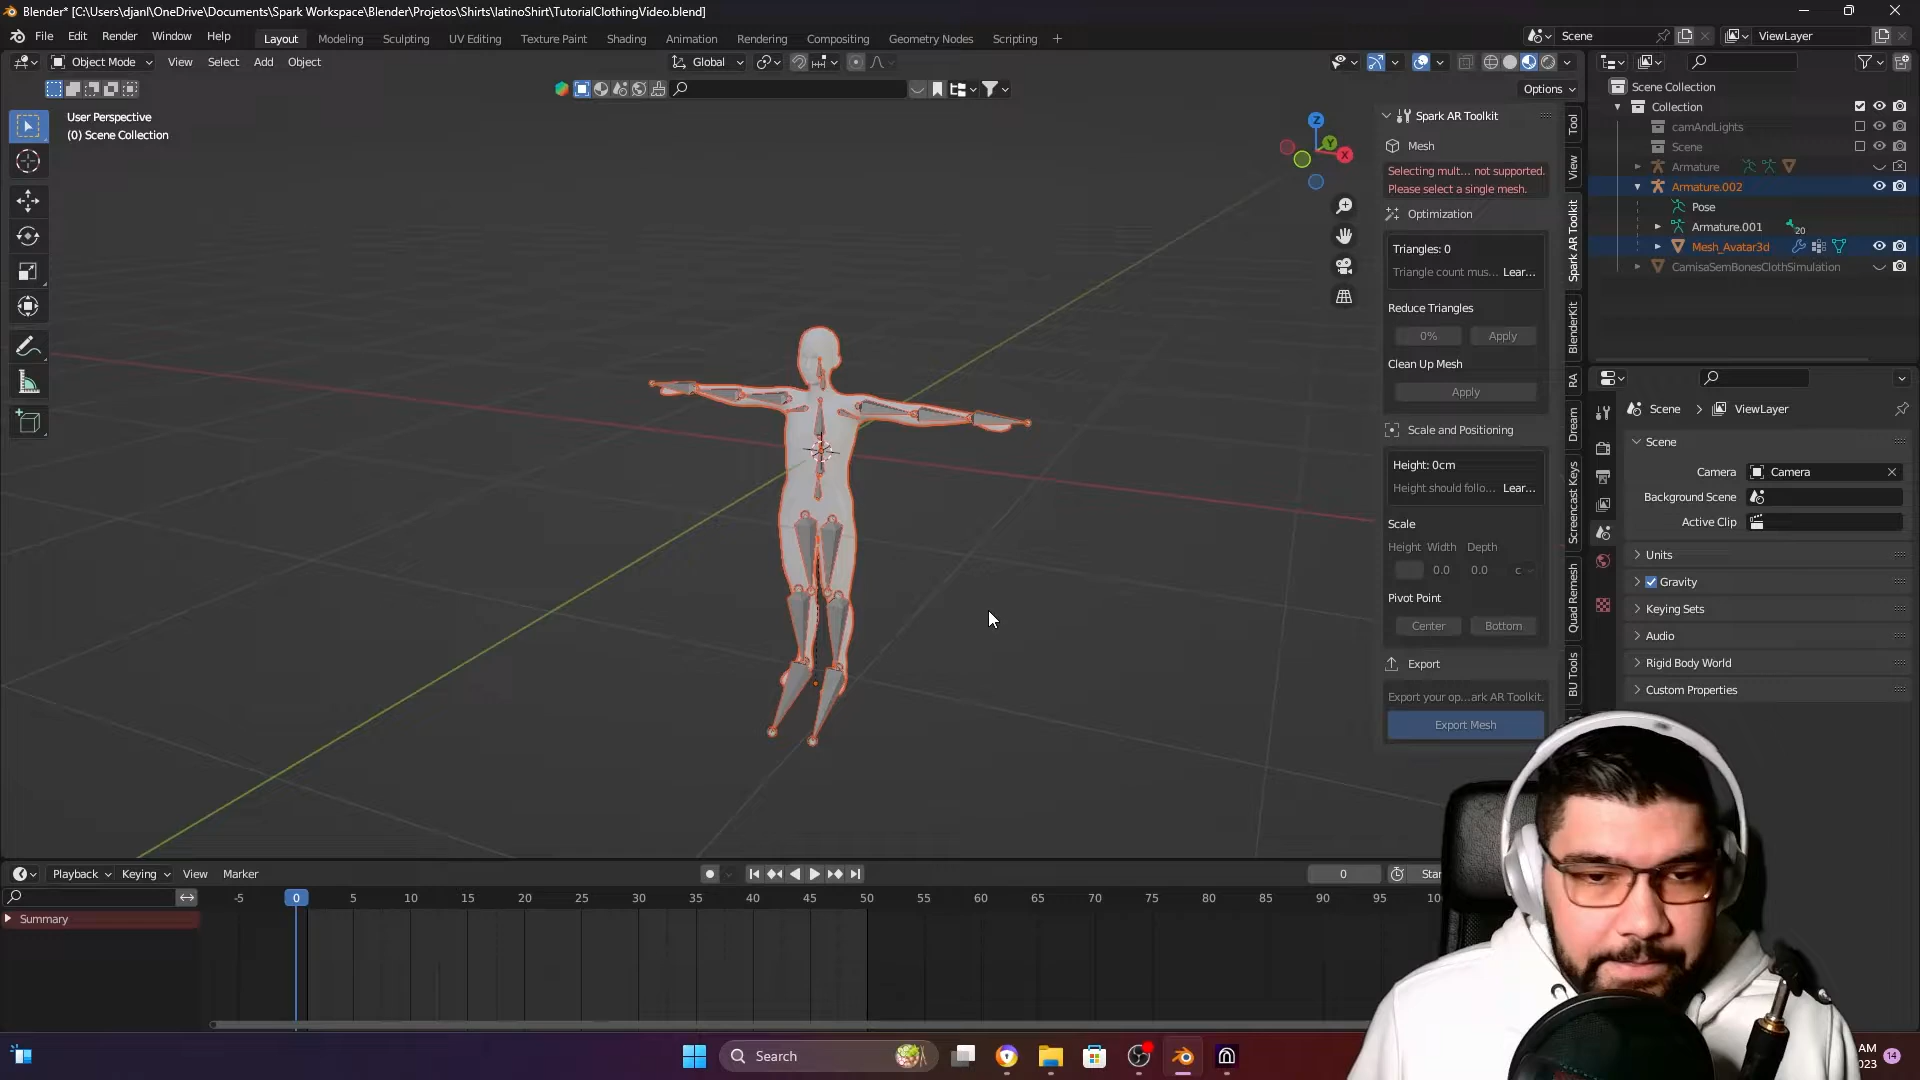 Blender* [C:\Users\djanl\OneDrive\Documents\Spark Workspace\Blender\Projetos\Shirts\latinoShirt\TutorialClothingVideo.blend]
File Edit Render Window Help
Layout Modeling Sculpting UV Editing Texture Paint Shading Animation Rendering Compositing Geometry Nodes Scripting +
Scene
ViewLayer
Object Mode View Select Add Object
Global
Options
User Perspective
(0) Scene Collection
Z
Y
X
Spark AR Toolkit
Mesh
Selecting mult... not supported.
Please select a single mesh.
Optimization
Triangles: 0
Triangle count mus... Lear...
Reduce Triangles
0% Apply
Clean Up Mesh
Apply
Scale and Positioning
Height: 0cm
Height should follo... Lear...
Scale
Height Width Depth
0.0 0.0 c
Pivot Point
Center Bottom
Export
Export your op...ark AR Toolkit.
Export Mesh
Tool
View
Spark AR Toolkit
BlenderKit
RA
Dream
Screencast Keys
Quad Remesh
BU Tools
Scene Collection
Collection
camAndLights
Scene
Armature
Armature.002
Pose
Armature.001 20
Mesh_Avatar3d
CamisaSemBonesClothSimulation
Scene > ViewLayer
Scene
Camera Camera
Background Scene
Active Clip
Units
Gravity
Keying Sets
Audio
Rigid Body World
Custom Properties
Playback Keying View Marker
0
Star
-5 0 5 10 15 20 25 30 35 40 45 50 55 60 65 70 75 80 85 90 95 10
Summary
Search
AM
023
14